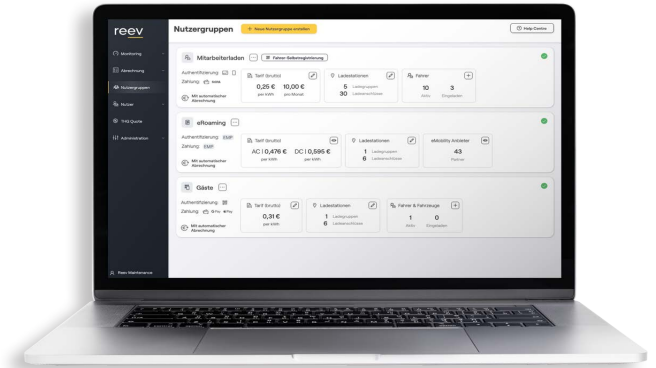 reev
Nutzergruppen
+ Neue Nutzergruppe erstellen
Help Centre
Monitoring
Abrechnung
Nutzergruppen
Nutzer
THG Quote
Administration
Reev Maintenance
Mitarbeiterladen
Fahrer-Selbstregistrierung
Authentifizierung
Zahlung
Mit automatischer
Abrechnung
Tarif (brutto)
0,25 € 10,00 €
per kWh pro Monat
Ladestationen
5 Ladegruppen
30 Ladeanschlüsse
Fahrer
10 3
Aktiv Eingeladen
eRoaming
Authentifizierung EMP
Zahlung EMP
Mit automatischer
Abrechnung
Tarif (brutto)
AC | 0,476 € DC | 0,595 €
per kWh per kWh
Ladestationen
1 Ladegruppen
6 Ladeanschlüsse
eMobility Anbieter
43
Partner
Gäste
Authentifizierung
Zahlung G Pay Pay
Mit automatischer
Abrechnung
Tarif (brutto)
0,31 €
per kWh
Ladestationen
1 Ladegruppen
6 Ladeanschlüsse
Fahrer & Fahrzeuge
1 0
Aktiv Eingeladen